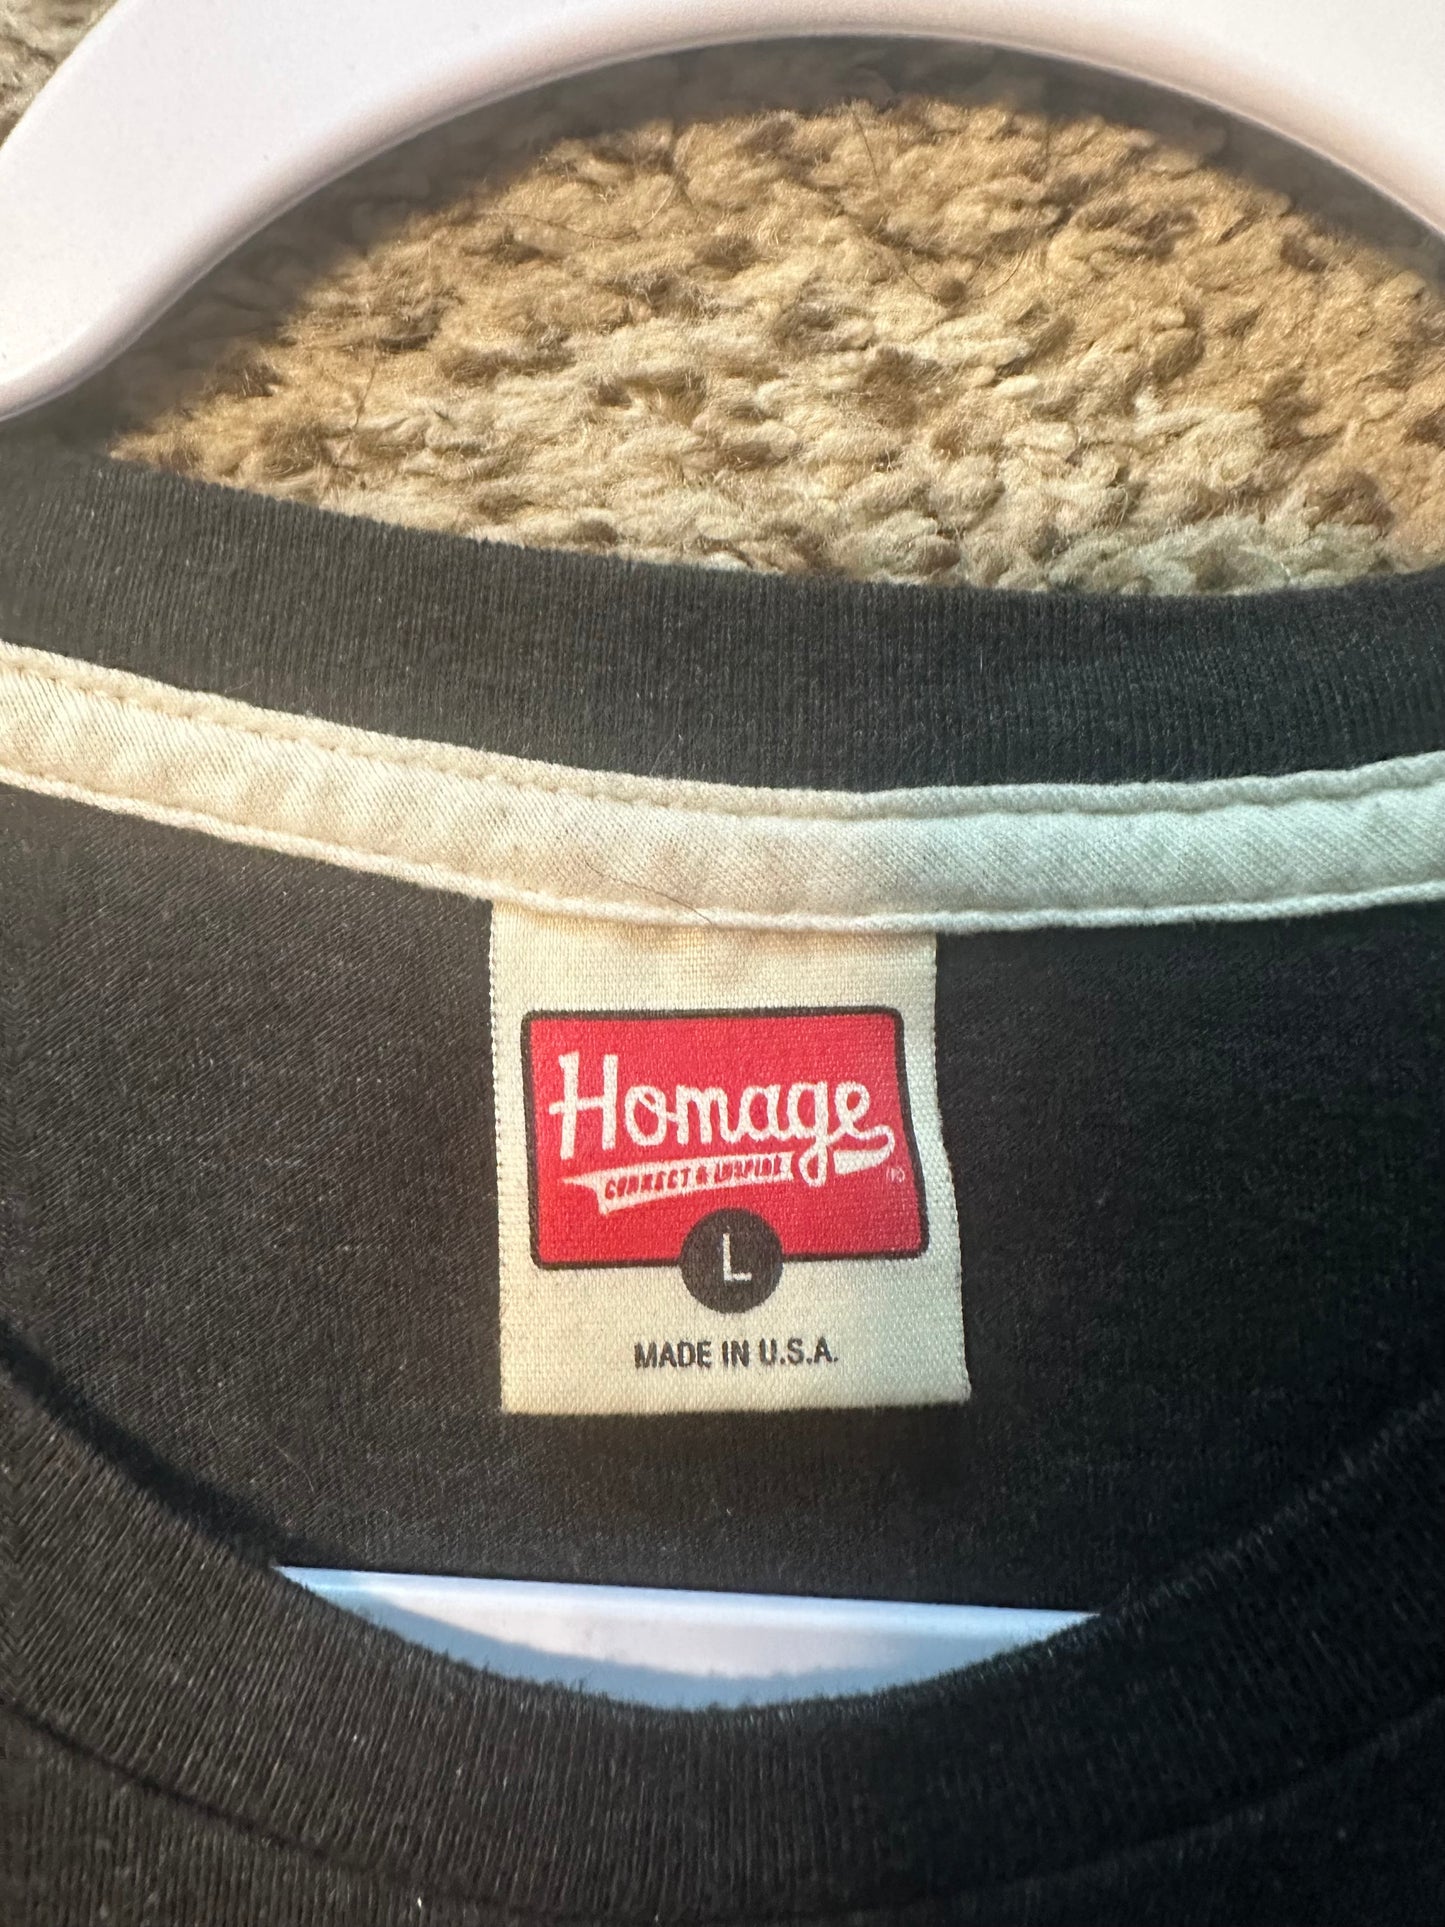 Homage
CONNECT & INSPIRE
®
L
MADE IN U.S.A.